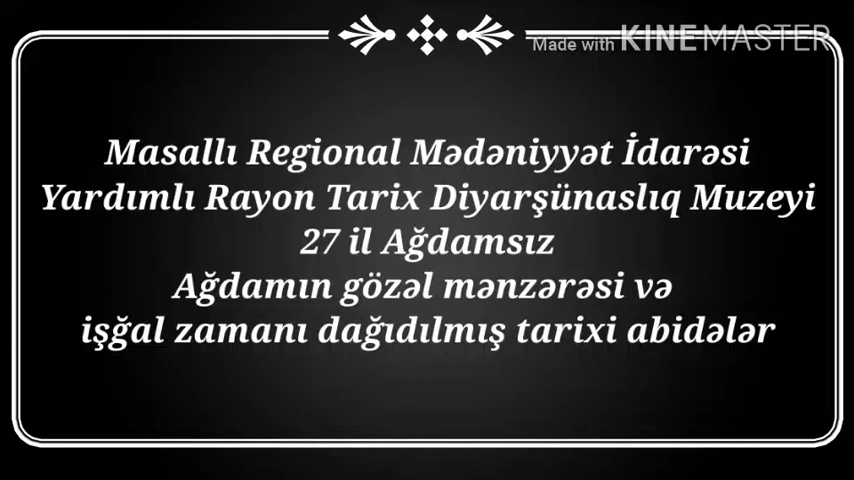 Made with KINEMASTER
Masallı Regional Mədəniyyət İdarəsi
Yardımlı Rayon Tarix Diyarşünaslıq Muzeyi
27 il Ağdamsız
Ağdamın gözəl mənzərəsi və
işğal zamanı dağıdılmış tarixi abidələr